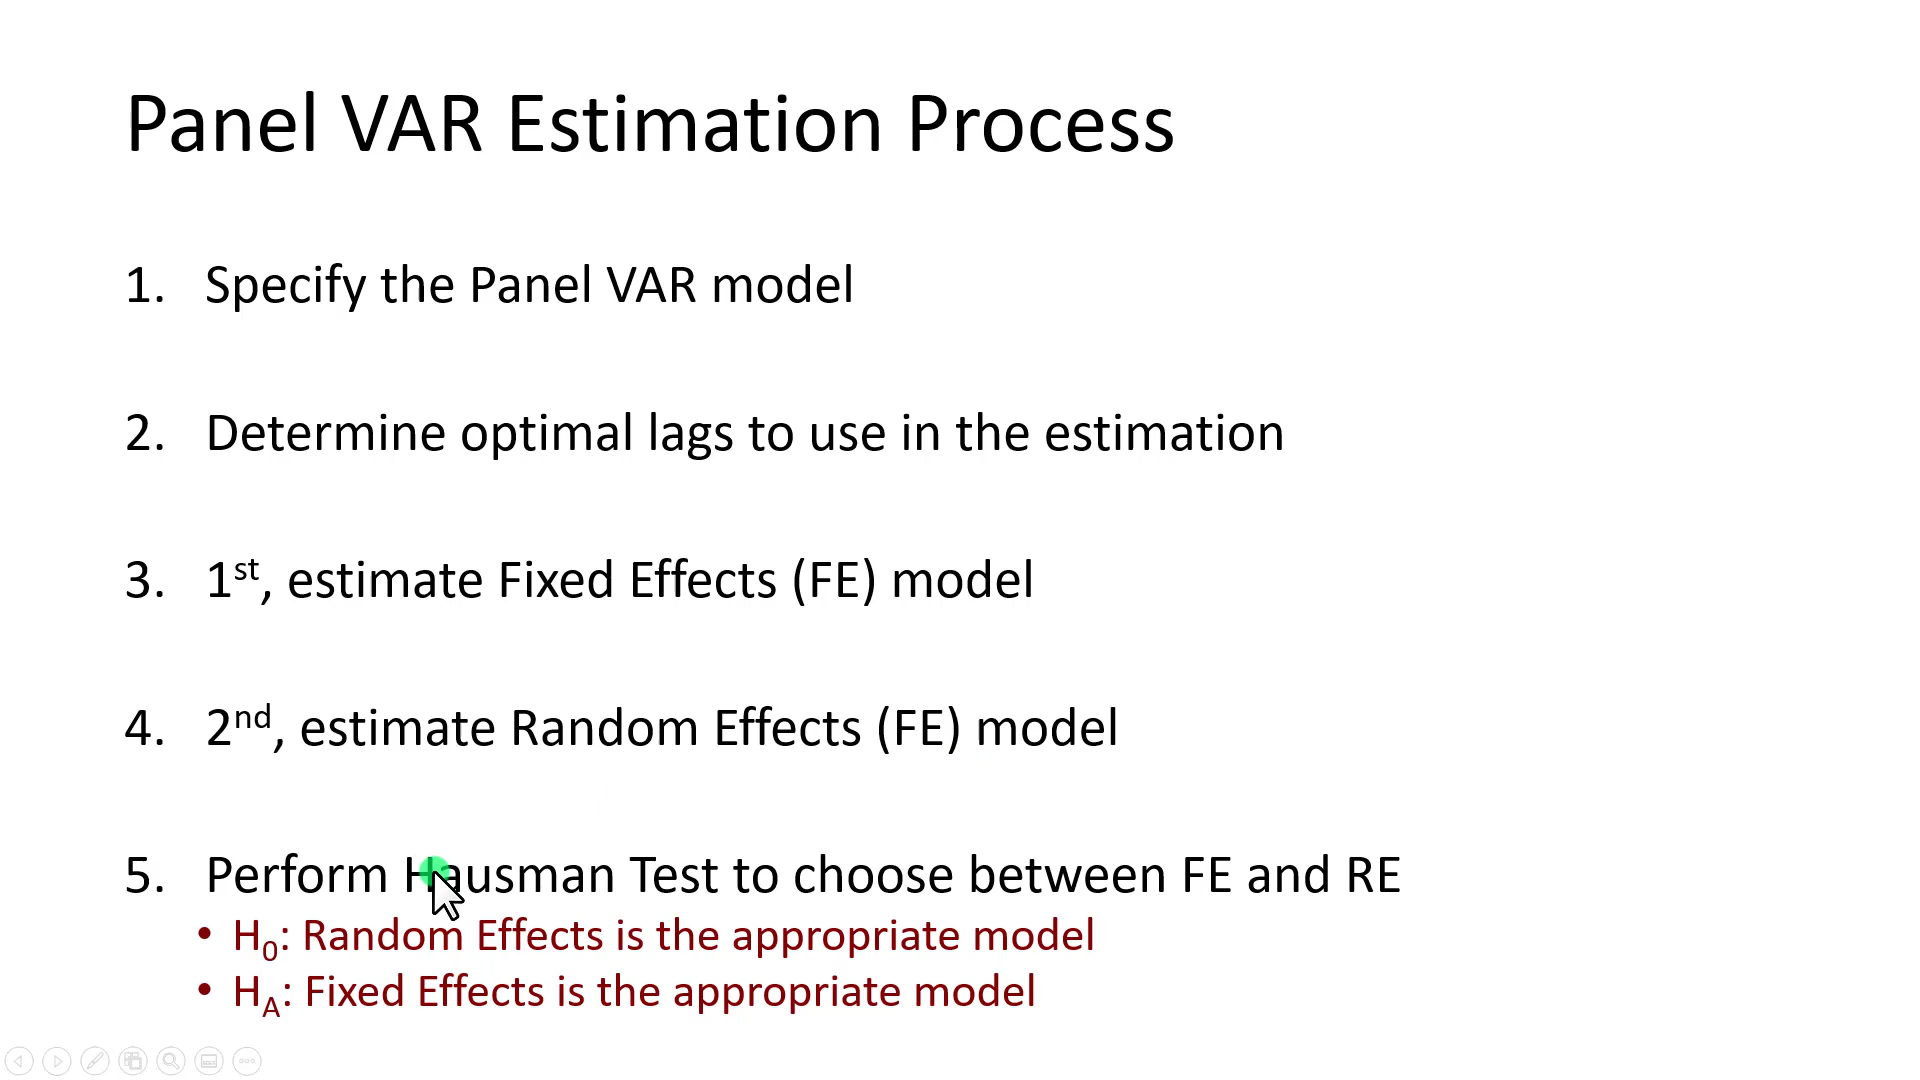 Panel VAR Estimation Process
1. Specify the Panel VAR model
2. Determine optimal lags to use in the estimation
3. 1st, estimate Fixed Effects (FE) model
4. 2nd, estimate Random Effects (FE) model
5. Perform Hausman Test to choose between FE and RE
• H0: Random Effects is the appropriate model
• HA: Fixed Effects is the appropriate model